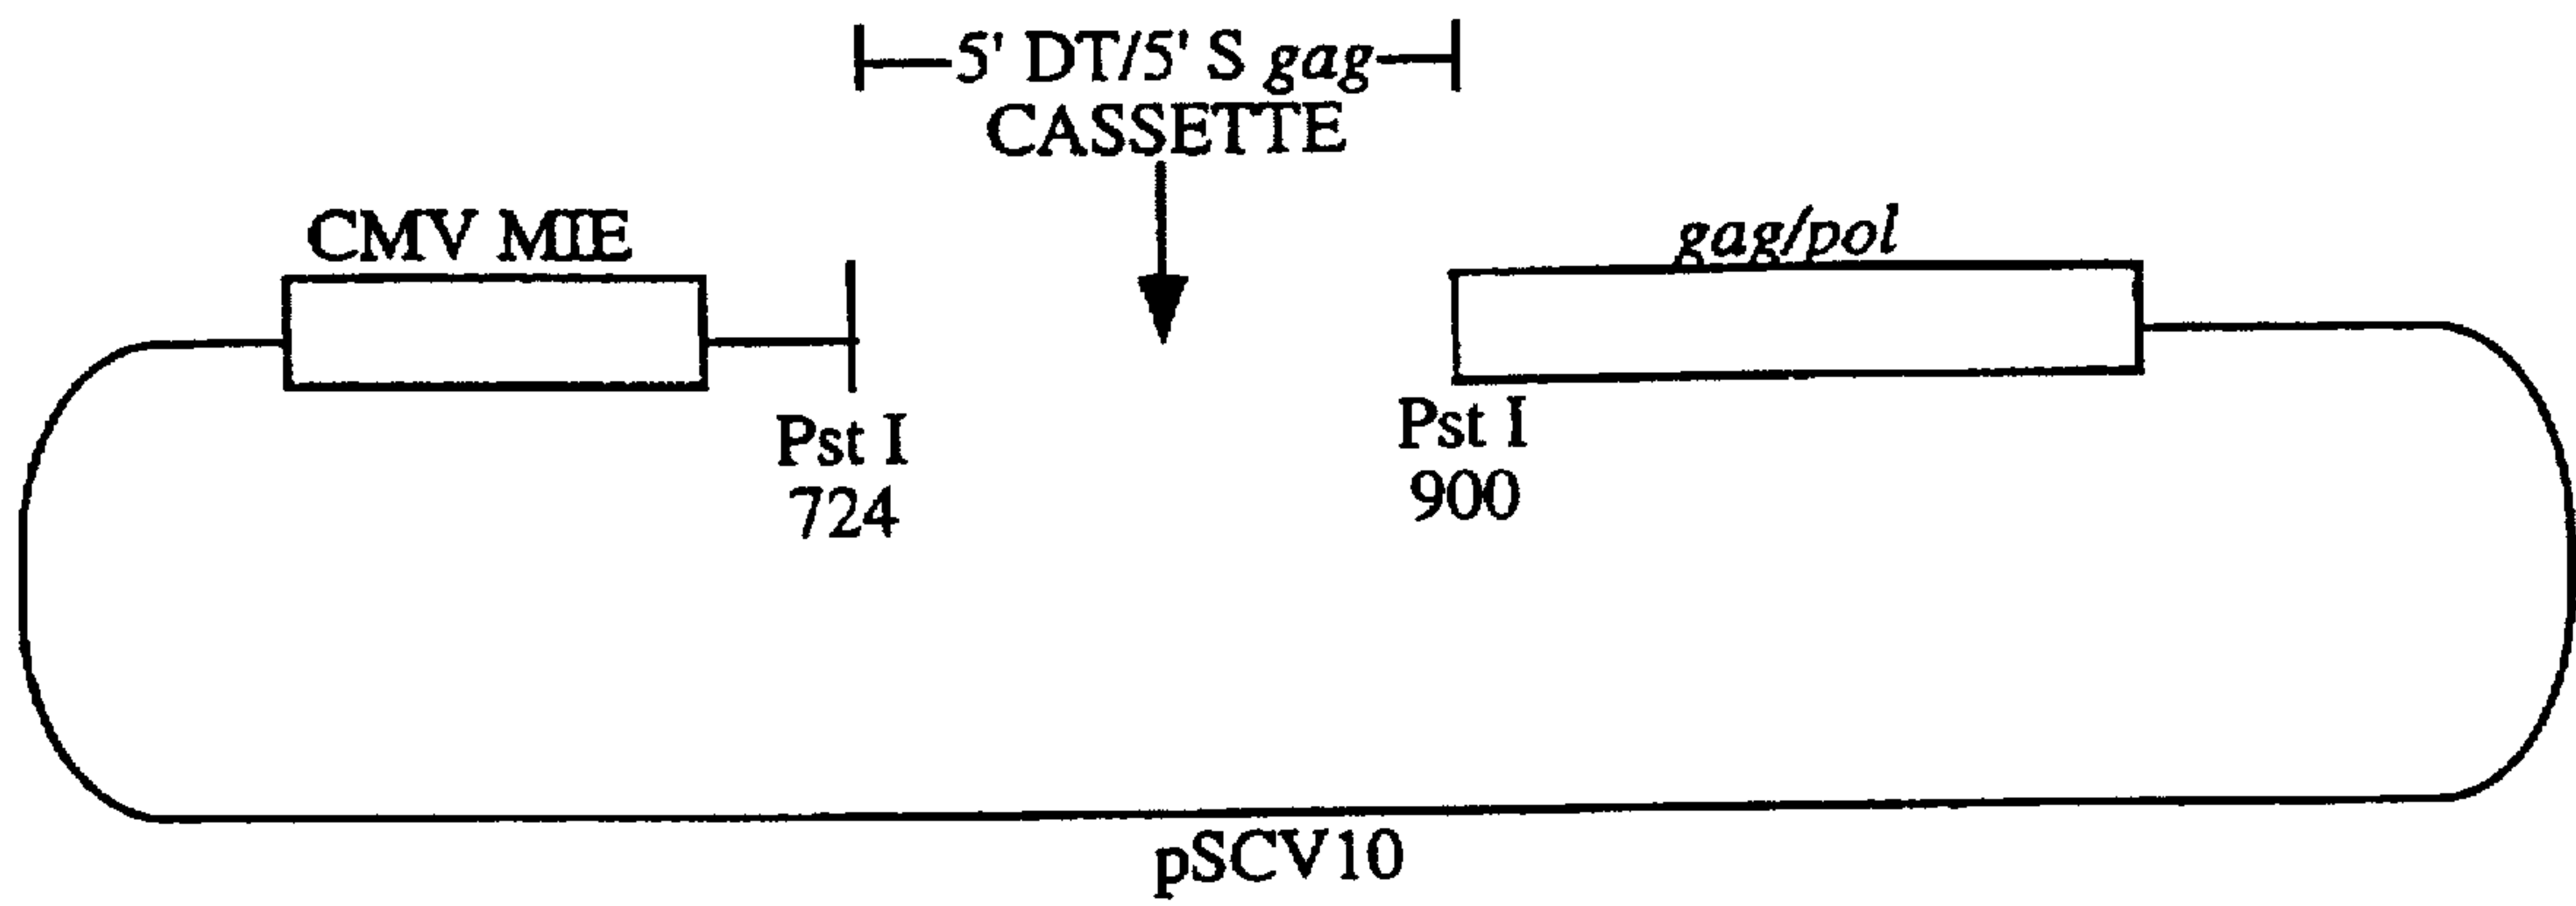 5' DT/5' S gag
CASSETTE
CMV MIE
gag/pol
Pst I
724
Pst I
900
pSCV10